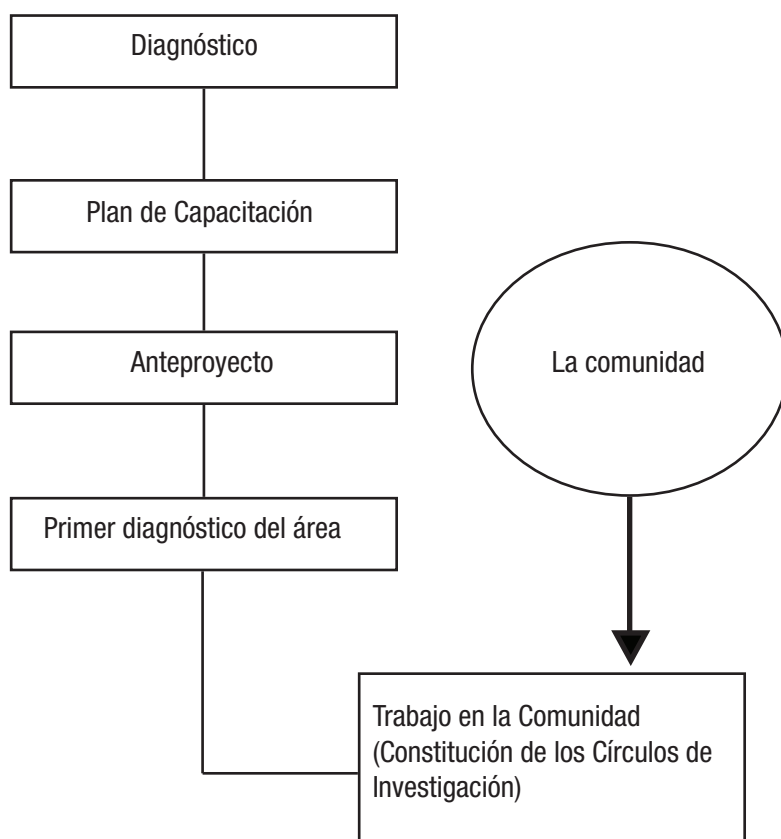 Diagnóstico
Plan de Capacitación
Anteproyecto
La comunidad
Primer diagnóstico del área
Trabajo en la Comunidad
(Constitución de los Círculos de
Investigación)